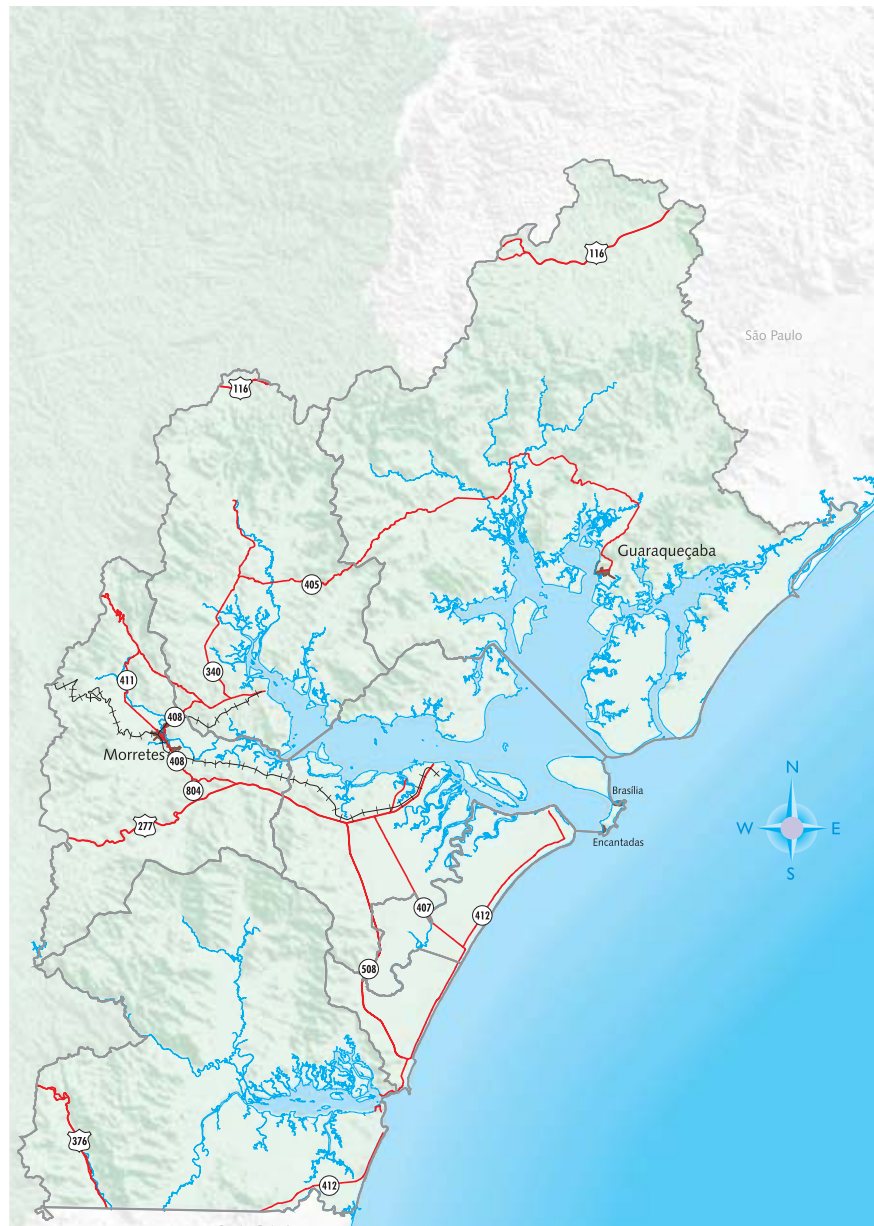 116
São Paulo
116
Guaraqueçaba
405
340
411
408
Morretes
408
N
W
E
S
Brasília
804
277
Encantadas
407
412
508
376
412